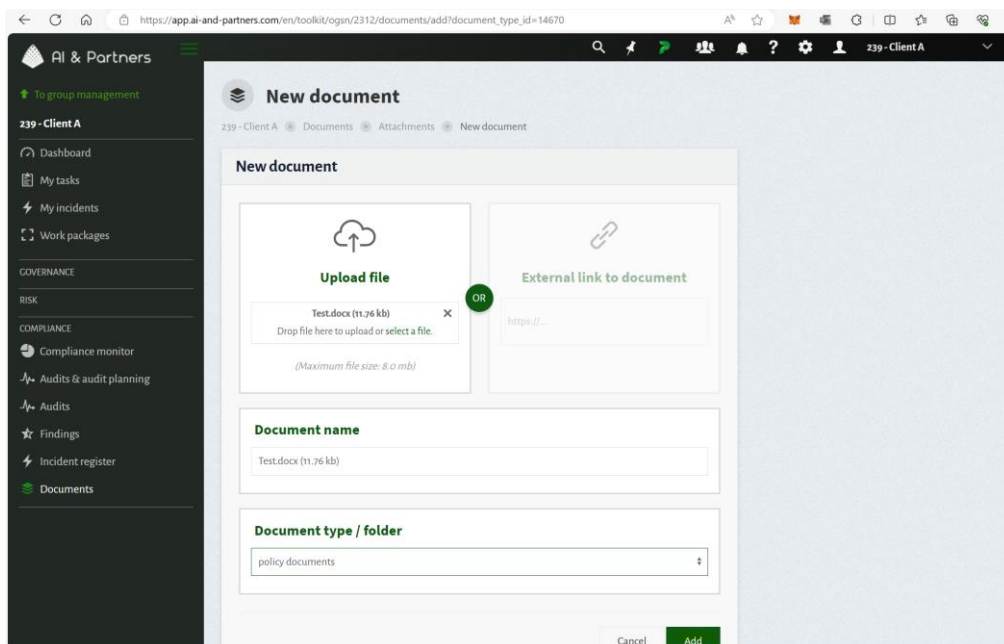 https://app.ai-and-partners.com/en/toolkit/ogsn/2312/documents/add?document_type_id=14670
AI & Partners
239 - Client A
To group management
239 - Client A
Dashboard
My tasks
My incidents
Work packages
GOVERNANCE
RISK
COMPLIANCE
Compliance monitor
Audits & audit planning
Audits
Findings
Incident register
Documents
New document
239 - Client A Documents Attachments New document
New document
Upload file
Test.docx (11.76 kb)
Drop file here to upload or select a file.
(Maximum file size: 8.0 mb)
OR
External link to document
https://...
Document name
Test.docx (11.76 kb)
Document type / folder
policy documents
Cancel Add